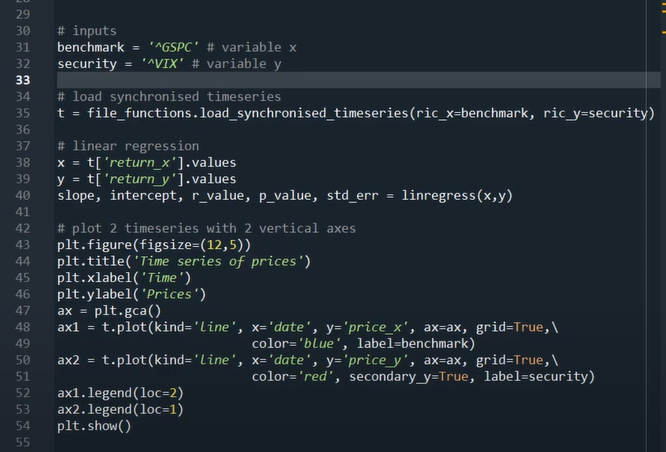 29
30 # inputs
31 benchmark = '^GSPC' # variable x
32 security = '^VIX' # variable y
33
34 # load synchronised timeseries
35 t = file_functions.load_synchronised_timeseries(ric_x=benchmark, ric_y=security)
36
37 # linear regression
38 x = t['return_x'].values
39 y = t['return_y'].values
40 slope, intercept, r_value, p_value, std_err = linregress(x,y)
41
42 # plot 2 timeseries with 2 vertical axes
43 plt.figure(figsize=(12,5))
44 plt.title('Time series of prices')
45 plt.xlabel('Time')
46 plt.ylabel('Prices')
47 ax = plt.gca()
48 ax1 = t.plot(kind='line', x='date', y='price_x', ax=ax, grid=True,\
49 color='blue', label=benchmark)
50 ax2 = t.plot(kind='line', x='date', y='price_y', ax=ax, grid=True,\
51 color='red', secondary_y=True, label=security)
52 ax1.legend(loc=2)
53 ax2.legend(loc=1)
54 plt.show()
55